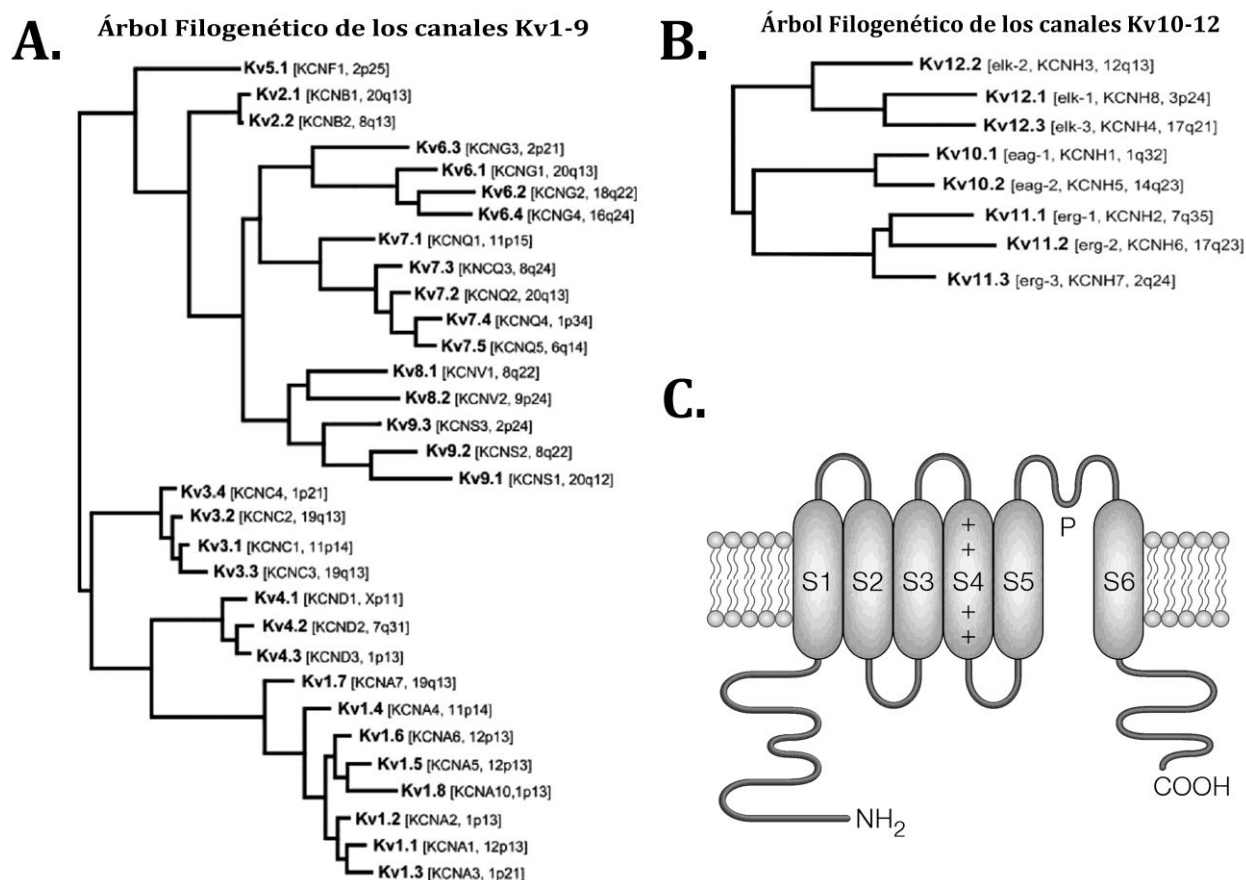 A.
Árbol Filogenético de los canales Kv1-9
Kv5.1 [KCNF1, 2p25]
Kv2.1 [KCNB1, 20q13]
Kv2.2 [KCNB2, 8q13]
Kv6.3 [KCNG3, 2p21]
Kv6.1 [KCNG1, 20q13]
Kv6.2 [KCNG2, 18q22]
Kv6.4 [KCNG4, 16q24]
Kv7.1 [KCNQ1, 11p15]
Kv7.3 [KNCQ3, 8q24]
Kv7.2 [KCNQ2, 20q13]
Kv7.4 [KCNQ4, 1p34]
Kv7.5 [KCNQ5, 6q14]
Kv8.1 [KCNV1, 8q22]
Kv8.2 [KCNV2, 9p24]
Kv9.3 [KCNS3, 2p24]
Kv9.2 [KCNS2, 8q22]
Kv9.1 [KCNS1, 20q12]
Kv3.4 [KCNC4, 1p21]
Kv3.2 [KCNC2, 19q13]
Kv3.1 [KCNC1, 11p14]
Kv3.3 [KCNC3, 19q13]
Kv4.1 [KCND1, Xp11]
Kv4.2 [KCND2, 7q31]
Kv4.3 [KCND3, 1p13]
Kv1.7 [KCNA7, 19q13]
Kv1.4 [KCNA4, 11p14]
Kv1.6 [KCNA6, 12p13]
Kv1.5 [KCNA5, 12p13]
Kv1.8 [KCNA10,1p13]
Kv1.2 [KCNA2, 1p13]
Kv1.1 [KCNA1, 12p13]
Kv1.3 [KCNA3, 1p21]
B.
Árbol Filogenético de los canales Kv10-12
Kv12.2 [elk-2, KCNH3, 12q13]
Kv12.1 [elk-1, KCNH8, 3p24]
Kv12.3 [elk-3, KCNH4, 17q21]
Kv10.1 [eag-1, KCNH1, 1q32]
Kv10.2 [eag-2, KCNH5, 14q23]
Kv11.1 [erg-1, KCNH2, 7q35]
Kv11.2 [erg-2, KCNH6, 17q23]
Kv11.3 [erg-3, KCNH7, 2q24]
C.
P
+
+
S1 S2 S3 S4 S5 S6
+
+
COOH
NH2